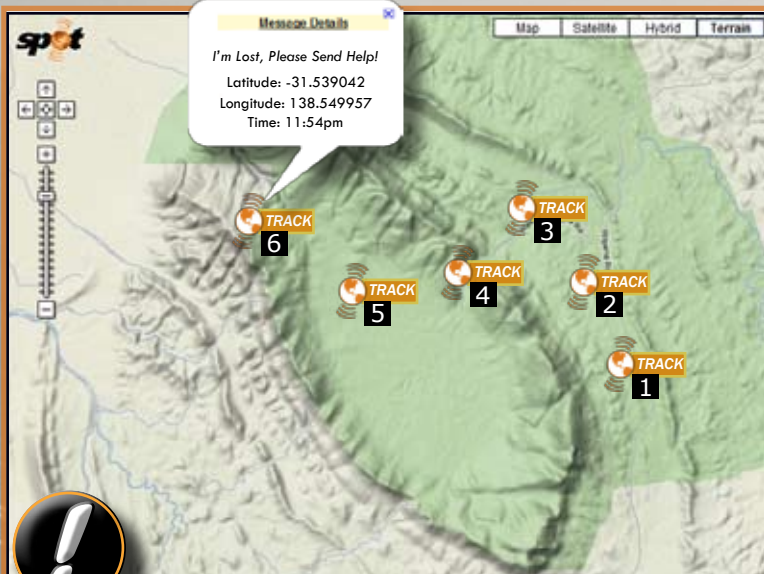 spot
Message Details
I'm Lost, Please Send Help!
Latitude: -31.539042
Longitude: 138.549957
Time: 11:54pm
Map Satellite Hybrid Terrain
TRACK
6
TRACK
3
TRACK
4
TRACK
2
TRACK
5
TRACK
1
!